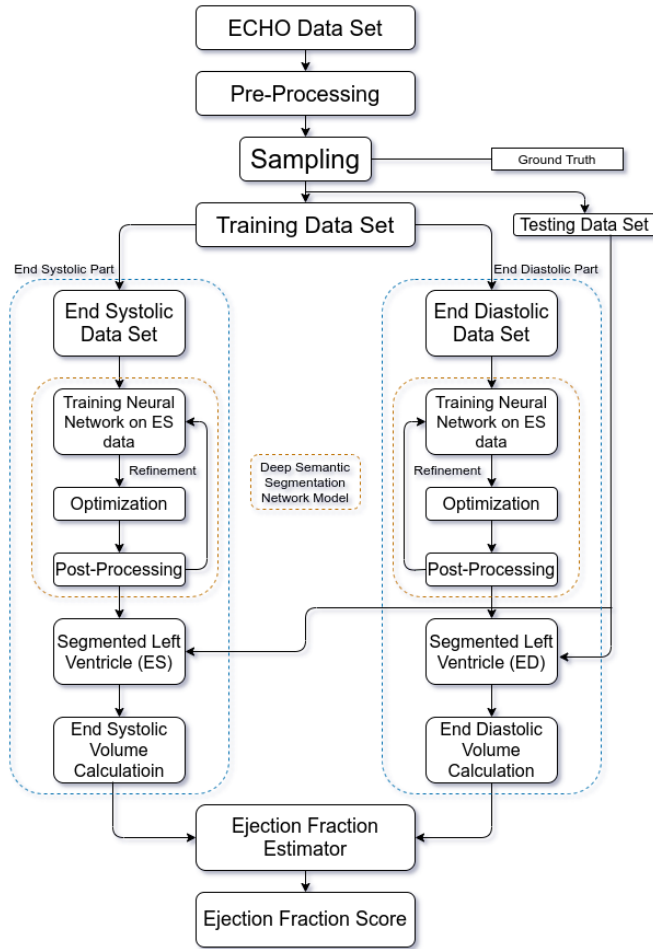 ECHO Data Set
Pre-Processing
Sampling
Ground Truth
Training Data Set
Testing Data Set
End Systolic Part
End Diastolic Part
End Systolic
Data Set
End Diastolic
Data Set
Training Neural
Network on ES
data
Training Neural
Network on ES
data
Refinement
Refinement
Deep Semantic
Segmentation
Network Model
Optimization
Optimization
Post-Processing
Post-Processing
Segmented Left
Ventricle (ES)
Segmented Left
Ventricle (ED)
End Systolic
Volume
Calculatioin
End Diastolic
Volume
Calculation
Ejection Fraction
Estimator
Ejection Fraction Score